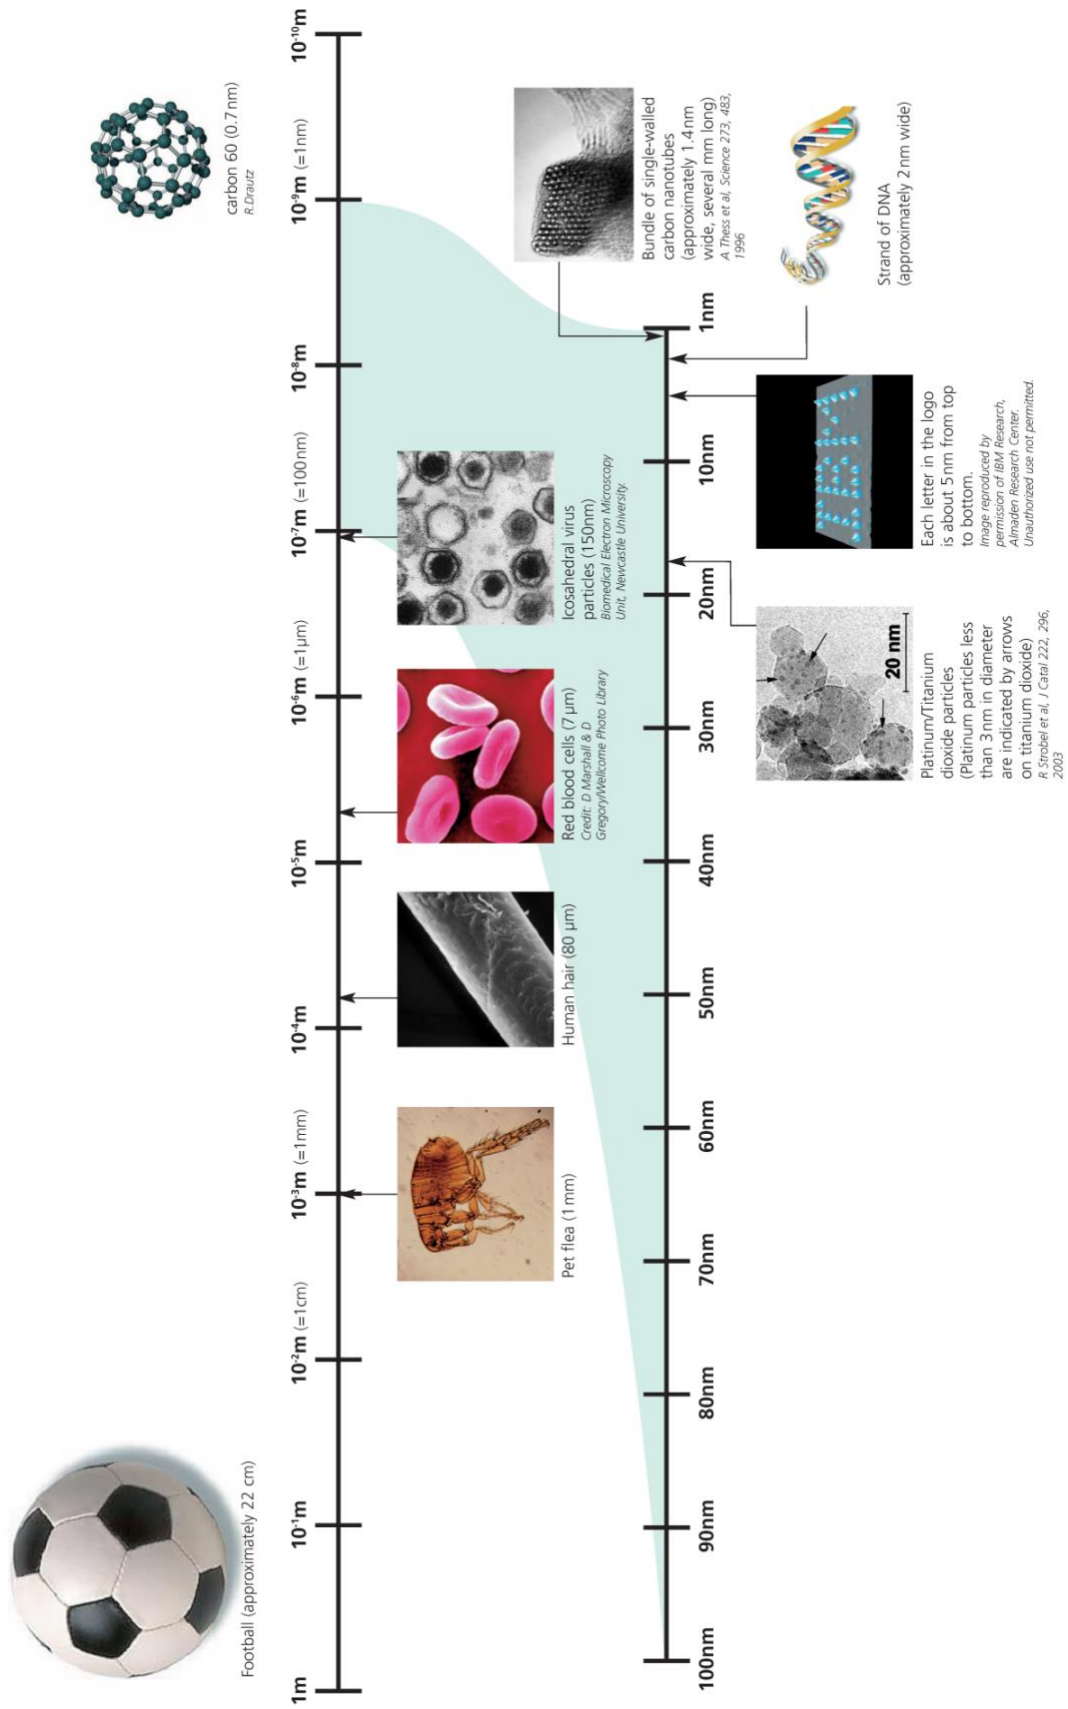 Football (approximately 22 cm)
carbon 60 (0.7 nm)
R.Drautz
1m
10-1m
10-2m (=1cm)
10-3m (=1mm)
10-4m
10-5m
10-6m (=1μm)
10-7m (=100nm)
10-8m
10-9m (=1nm)
10-10m
Pet flea (1 mm)
Human hair (80 μm)
Red blood cells (7 μm)
Credit: D Marshall & D
Gregory/Wellcome Photo Library
Icosahedral virus
particles (150nm)
Biomedical Electron Microscopy
Unit, Newcastle University.
Bundle of single-walled
carbon nanotubes
(approximately 1.4nm
wide, several mm long)
A Thess et al, Science 273, 483,
1996
100nm
90nm
80nm
70nm
60nm
50nm
40nm
30nm
20nm
10nm
1nm
20 nm
Platinum/Titanium
dioxide particles
(Platinum particles less
than 3 nm in diameter
are indicated by arrows
on titanium dioxide)
R Strobel et al, J Catal 222, 296,
2003
Each letter in the logo
is about 5nm from top
to bottom.
Image reproduced by
permission of IBM Research,
Almaden Research Center.
Unauthorized use not permitted.
Strand of DNA
(approximately 2 nm wide)